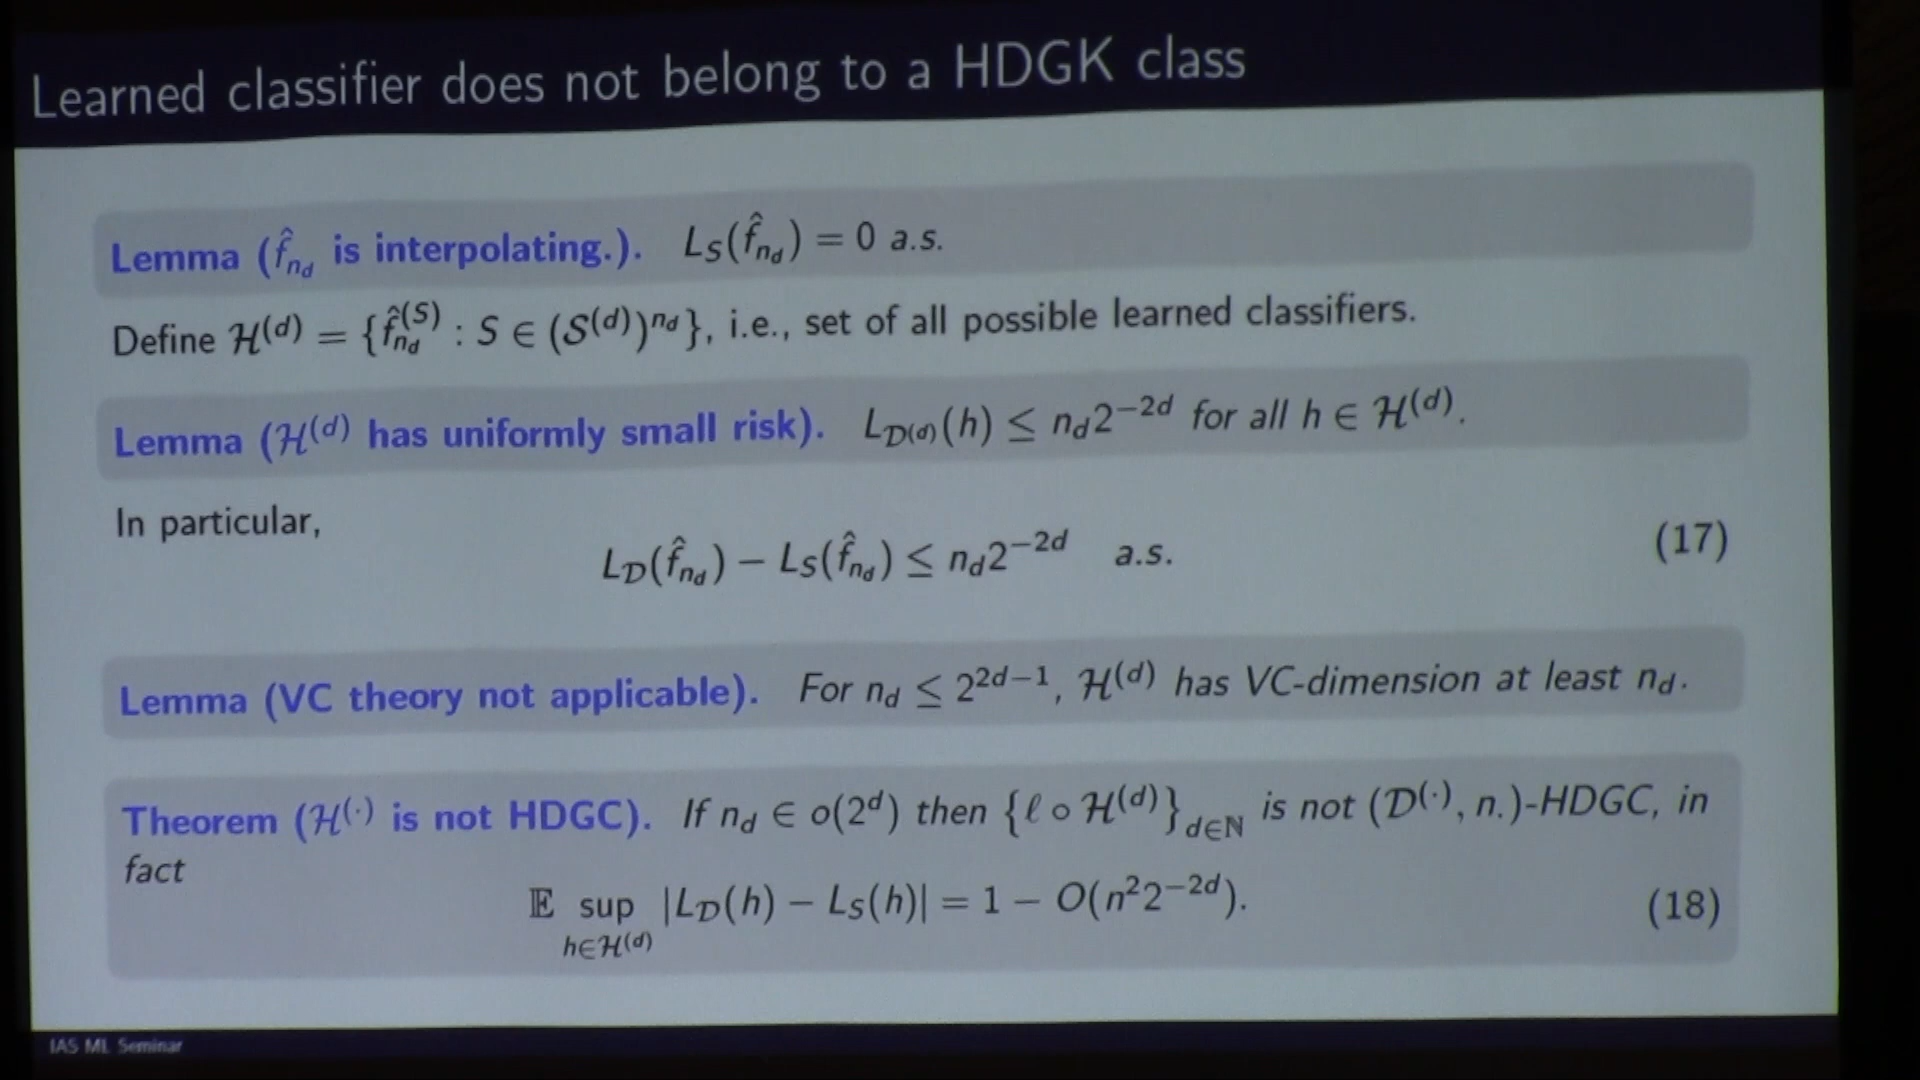 Learned classifier does not belong to a HDGK class
Lemma (f̂_{n_d} is interpolating.). L_S(f̂_{n_d}) = 0 a.s.
Define ℋ^{(d)} = {f̂_{n_d}^{(S)} : S ∈ (𝒮^{(d)})^{n_d}}, i.e., set of all possible learned classifiers.
Lemma (ℋ^{(d)} has uniformly small risk). L_{𝒟^{(d)}}(h) ≤ n_d 2^{−2d} for all h ∈ ℋ^{(d)}.
In particular,
L_𝒟(f̂_{n_d}) − L_S(f̂_{n_d}) ≤ n_d 2^{−2d} a.s. (17)
Lemma (VC theory not applicable). For n_d ≤ 2^{2d−1}, ℋ^{(d)} has VC-dimension at least n_d.
Theorem (ℋ^{(·)} is not HDGC). If n_d ∈ o(2^d) then {ℓ ∘ ℋ^{(d)}}_{d∈ℕ} is not (𝒟^{(·)}, n.)-HDGC, in
fact
𝔼 sup_{h∈ℋ^{(d)}} |L_𝒟(h) − L_S(h)| = 1 − O(n²2^{−2d}). (18)
IAS ML Seminar